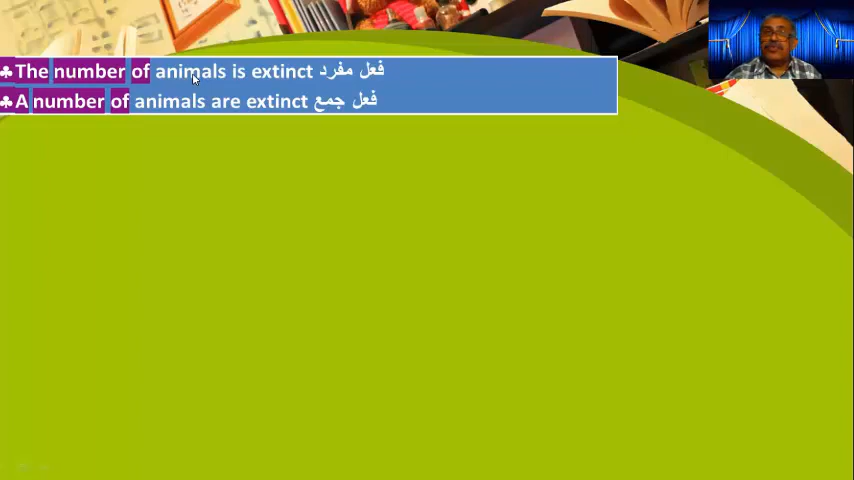 ♣The number of animals is extinct فعل مفرد
♣A number of animals are extinct فعل جمع